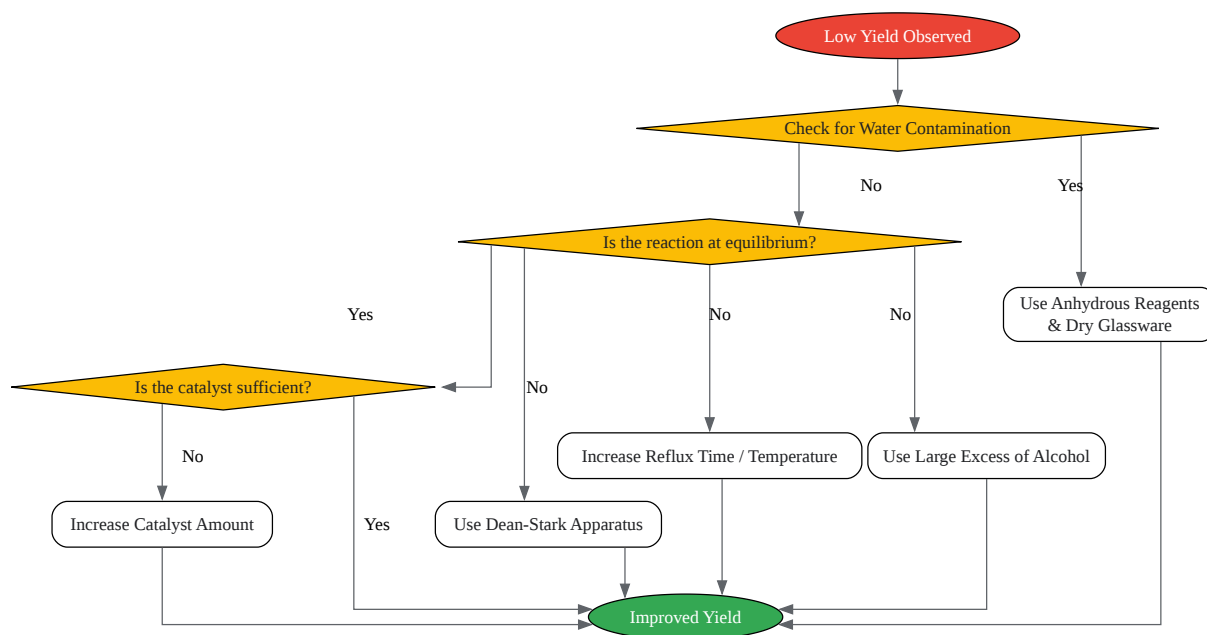 Low Yield Observed
Check for Water Contamination
No
Yes
Is the reaction at equilibrium?
Use Anhydrous Reagents
& Dry Glassware
Yes
No
No
Is the catalyst sufficient?
No
No
Increase Reflux Time / Temperature
Use Large Excess of Alcohol
Increase Catalyst Amount
Yes
Use Dean-Stark Apparatus
Improved Yield